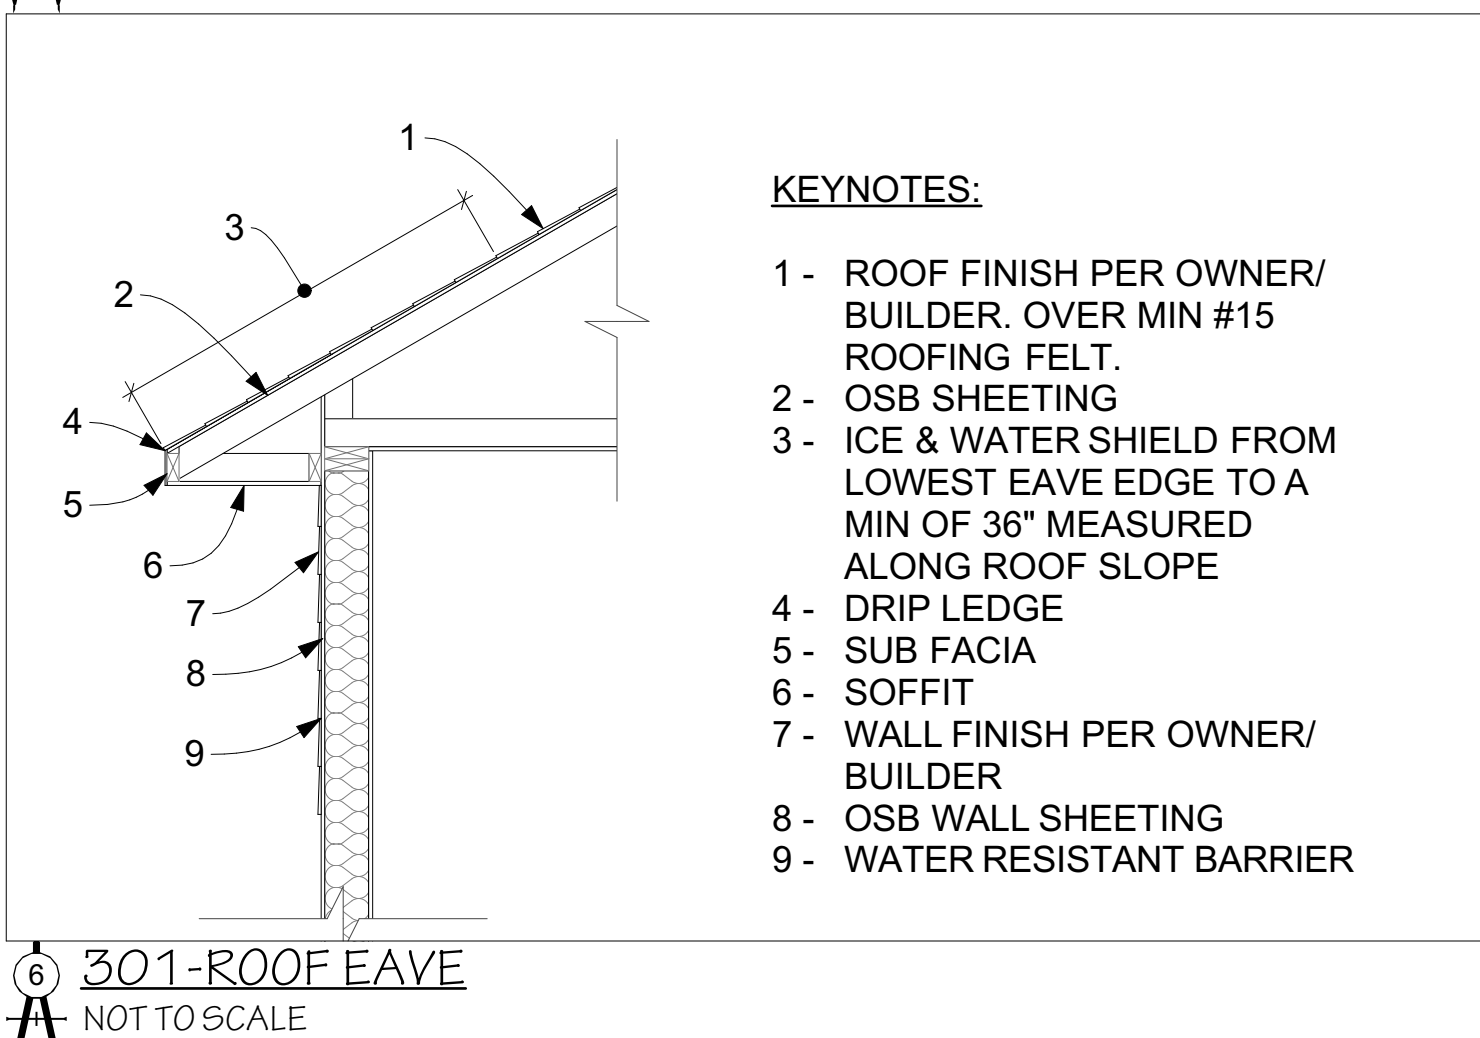 1
3
2
4
5
6
7
8
9
KEYNOTES:
1 - ROOF FINISH PER OWNER/
BUILDER. OVER MIN #15
ROOFING FELT.
2 - OSB SHEETING
3 - ICE & WATER SHIELD FROM
LOWEST EAVE EDGE TO A
MIN OF 36" MEASURED
ALONG ROOF SLOPE
4 - DRIP LEDGE
5 - SUB FACIA
6 - SOFFIT
7 - WALL FINISH PER OWNER/
BUILDER
8 - OSB WALL SHEETING
9 - WATER RESISTANT BARRIER
6 301-ROOF EAVE
NOT TO SCALE